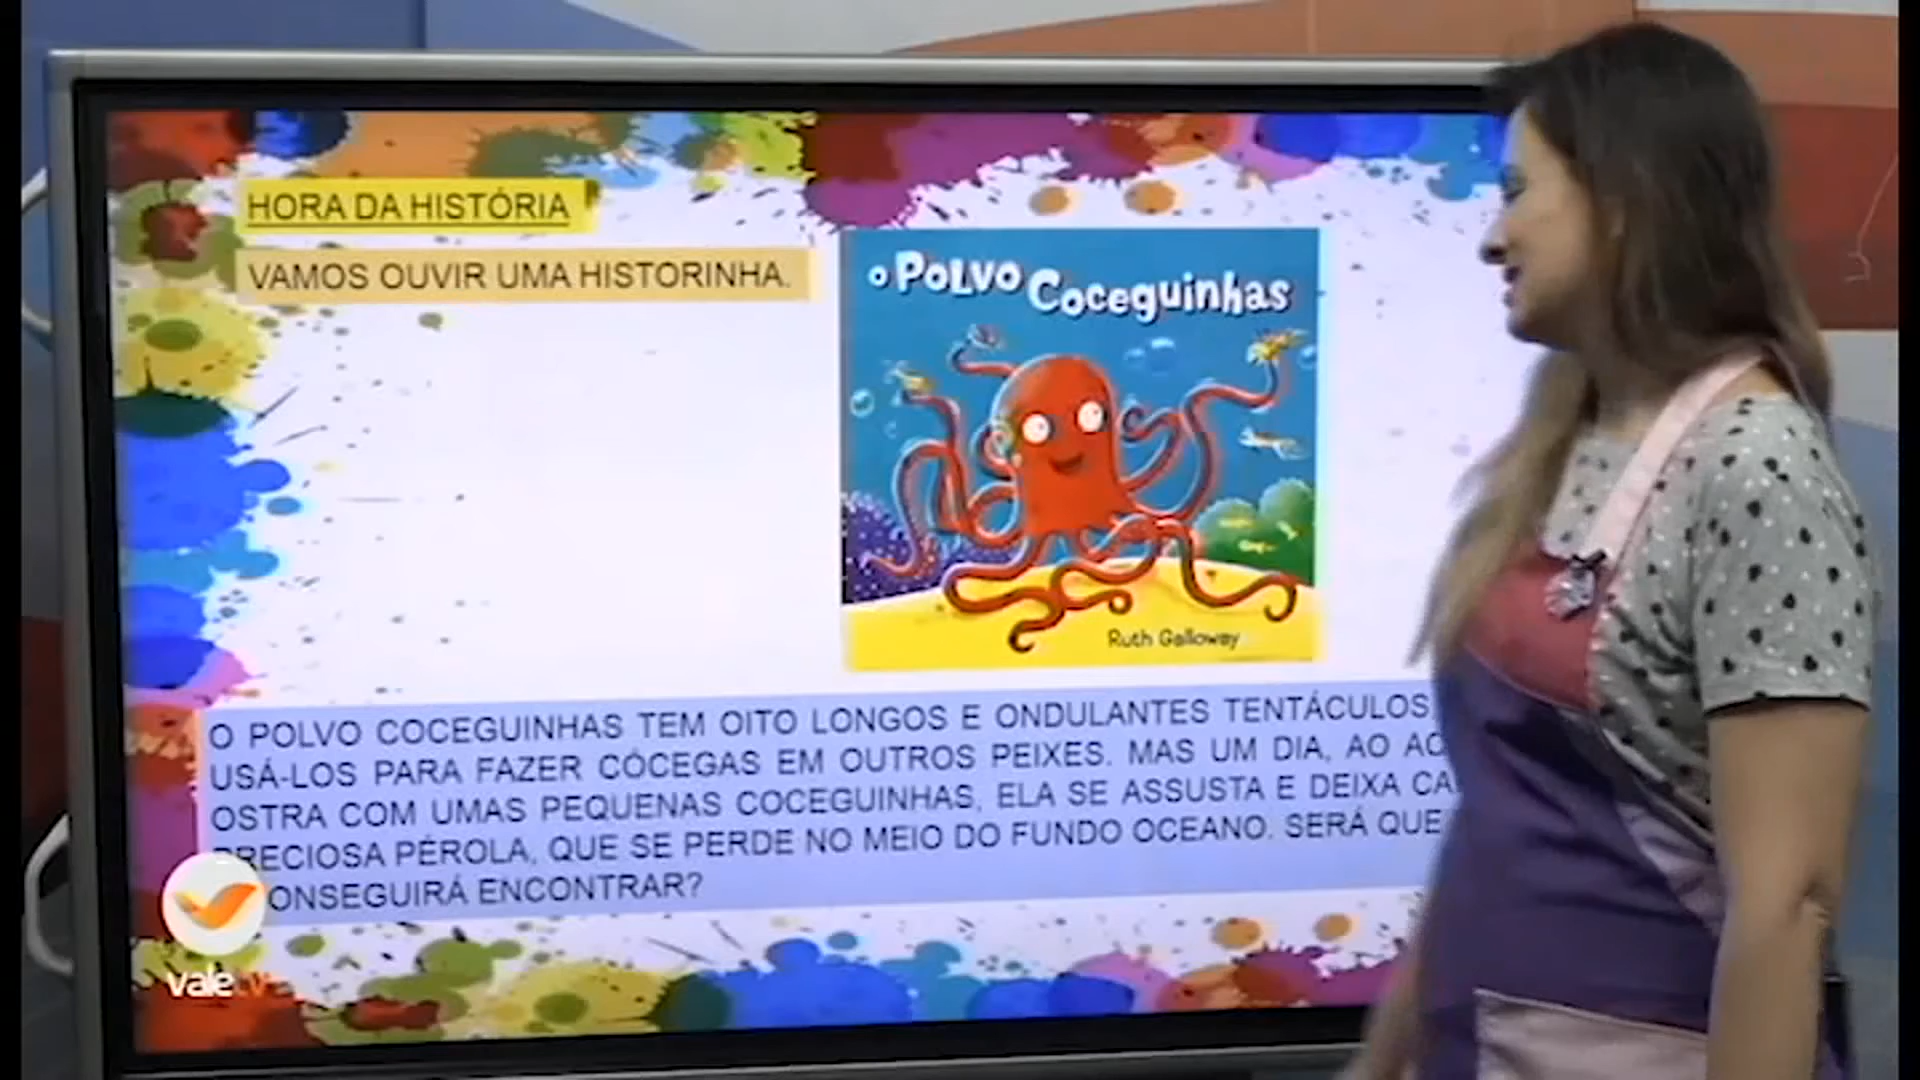 HORA DA HISTÓRIA
VAMOS OUVIR UMA HISTORINHA.
O POLVO Coceguinhas
Ruth Galloway
O POLVO COCEGUINHAS TEM OITO LONGOS E ONDULANTES TENTÁCULOS
USÁ-LOS PARA FAZER CÓCEGAS EM OUTROS PEIXES. MAS UM DIA, AO
OSTRA COM UMAS PEQUENAS COCEGUINHAS, ELA SE ASSUSTA E DEIXA
PRECIOSA PÉROLA, QUE SE PERDE NO MEIO DO FUNDO OCEANO. SERÁ QUE
ONSEGUIRÁ ENCONTRAR?
vale tv